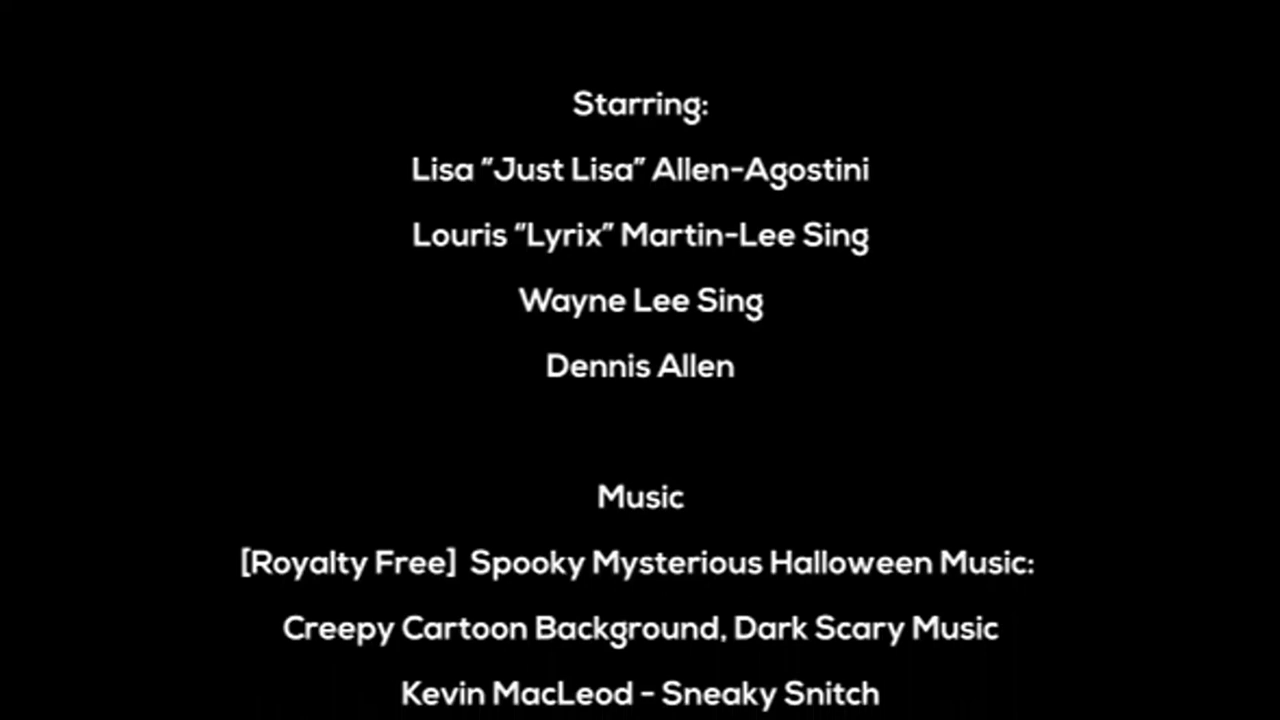 Starring:
Lisa "Just Lisa" Allen-Agostini
Louris "Lyrix" Martin-Lee Sing
Wayne Lee Sing
Dennis Allen
Music
[Royalty Free] Spooky Mysterious Halloween Music:
Creepy Cartoon Background, Dark Scary Music
Kevin MacLeod - Sneaky Snitch